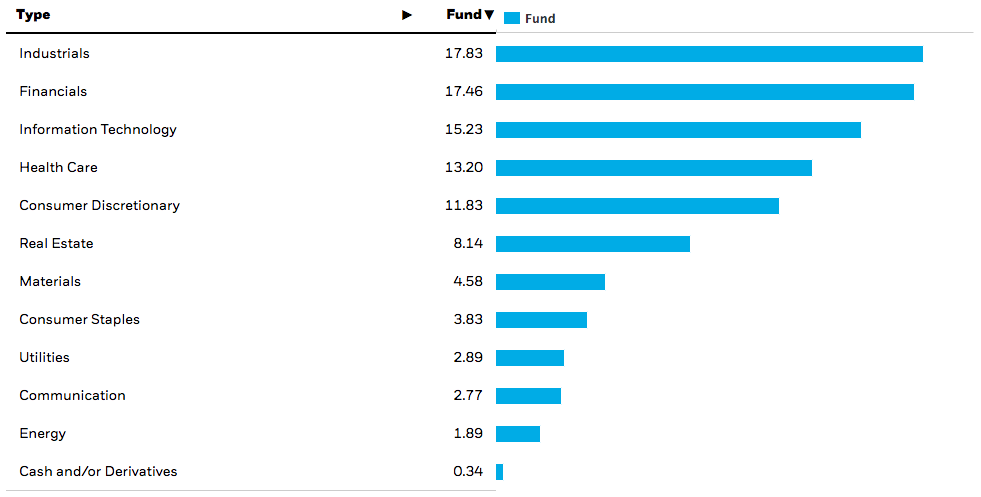 Type ▶ Fund▼ Fund
Industrials 17.83
Financials 17.46
Information Technology 15.23
Health Care 13.20
Consumer Discretionary 11.83
Real Estate 8.14
Materials 4.58
Consumer Staples 3.83
Utilities 2.89
Communication 2.77
Energy 1.89
Cash and/or Derivatives 0.34